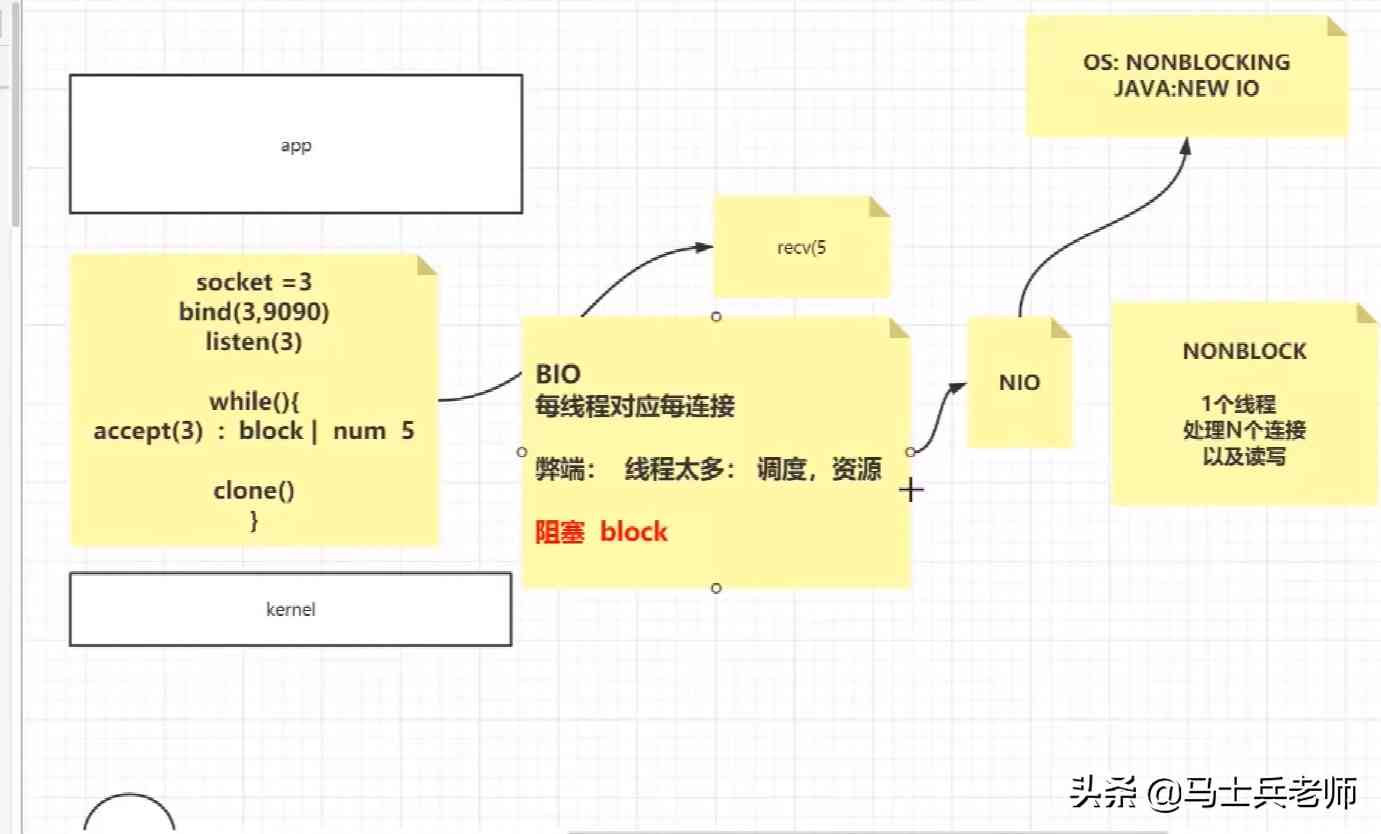 app
socket =3
bind(3,9090)
listen(3)
while(){
accept(3) : block | num 5
clone()
}
kernel
recv(5
BIO
每线程对应每连接
弊端： 线程太多： 调度，资源
阻塞 block
NIO
OS: NONBLOCKING
JAVA:NEW IO
NONBLOCK
1个线程
处理N个连接
以及读写
头条 @马士兵老师